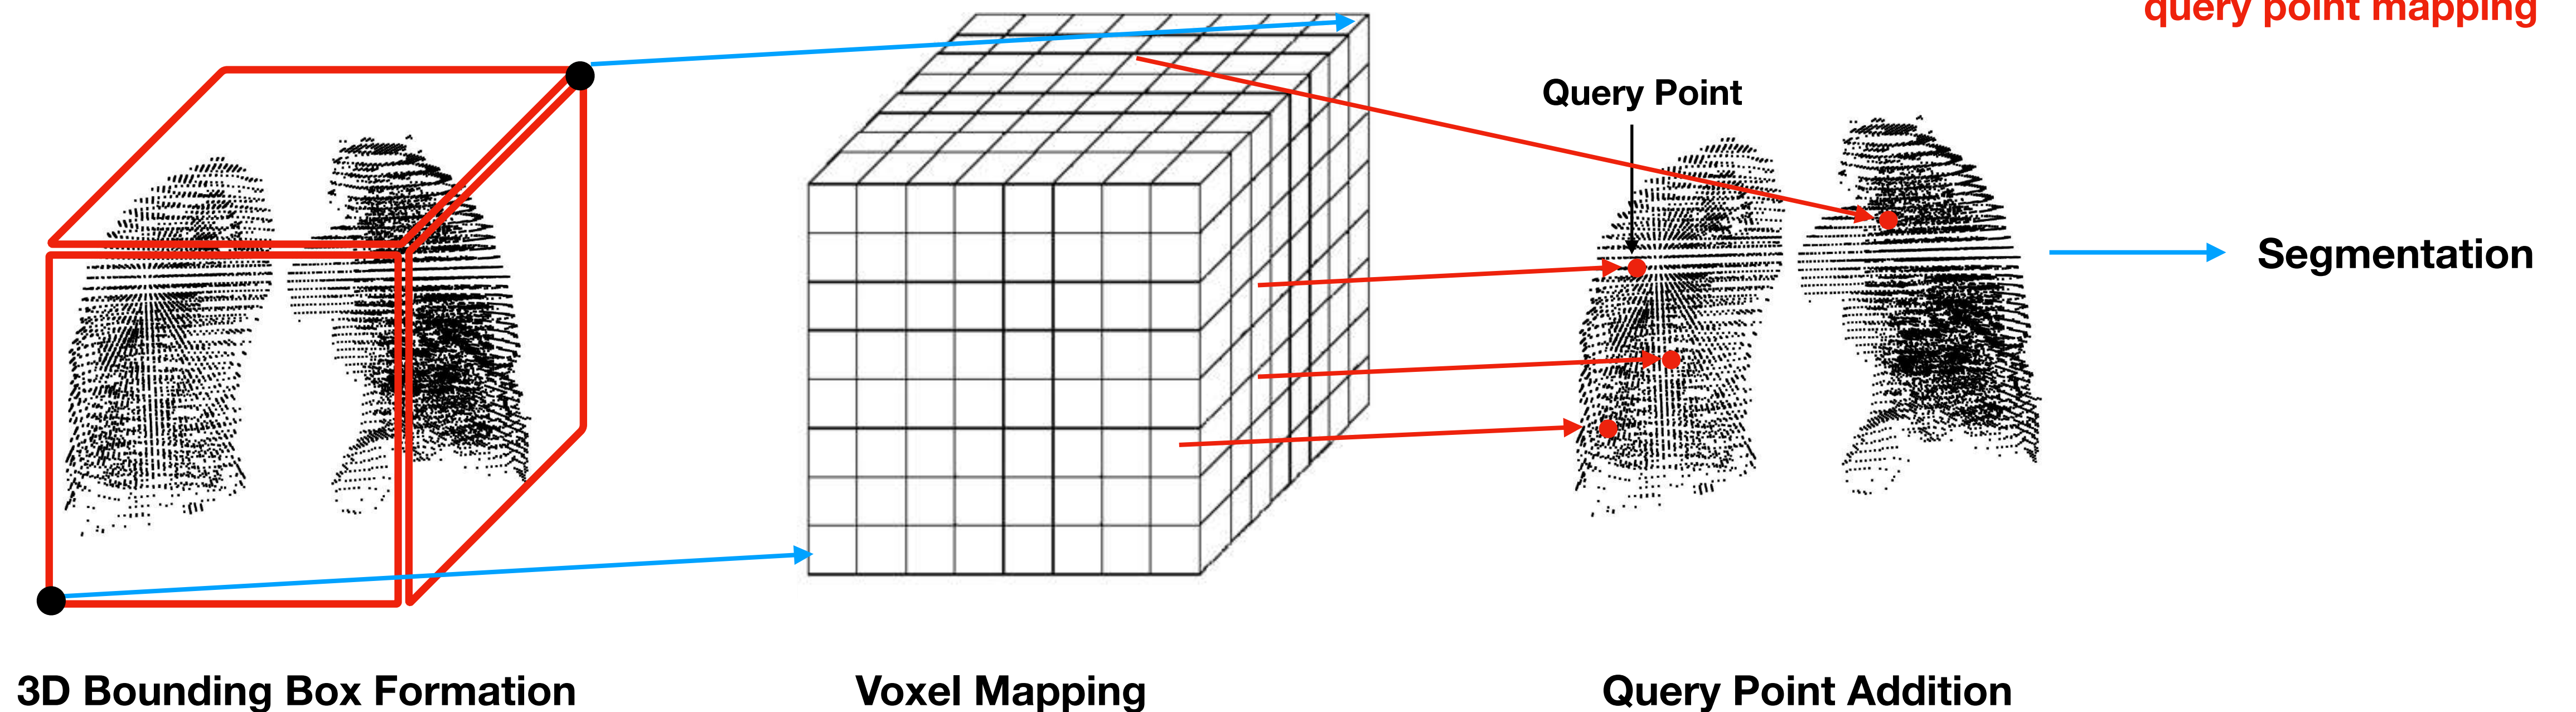 query point mapping
Query Point
Segmentation
3D Bounding Box Formation
Voxel Mapping
Query Point Addition